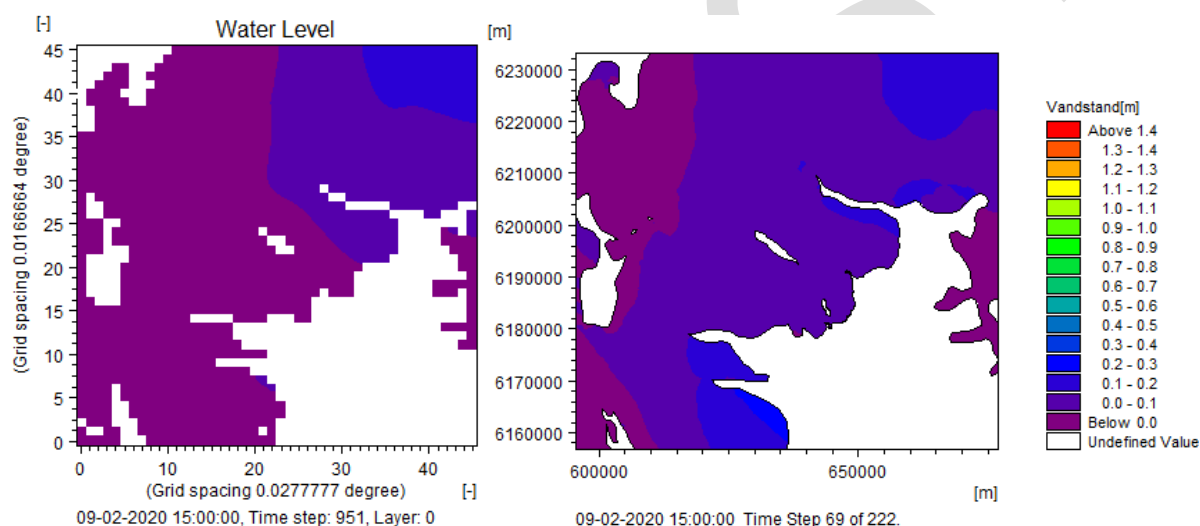 [-]
Water Level
45
40
35
30
25
20
15
10
5
0
(Grid spacing 0.0166664 degree)
0 10 20 30 40
(Grid spacing 0.0277777 degree) [-]
09-02-2020 15:00:00, Time step: 951, Layer: 0
[m]
6230000
6220000
6210000
6200000
6190000
6180000
6170000
6160000
600000 650000
[m]
09-02-2020 15:00:00 Time Step 69 of 222.
Vandstand[m]
Above 1.4
1.3 - 1.4
1.2 - 1.3
1.1 - 1.2
1.0 - 1.1
0.9 - 1.0
0.8 - 0.9
0.7 - 0.8
0.6 - 0.7
0.5 - 0.6
0.4 - 0.5
0.3 - 0.4
0.2 - 0.3
0.1 - 0.2
0.0 - 0.1
Below 0.0
Undefined Value